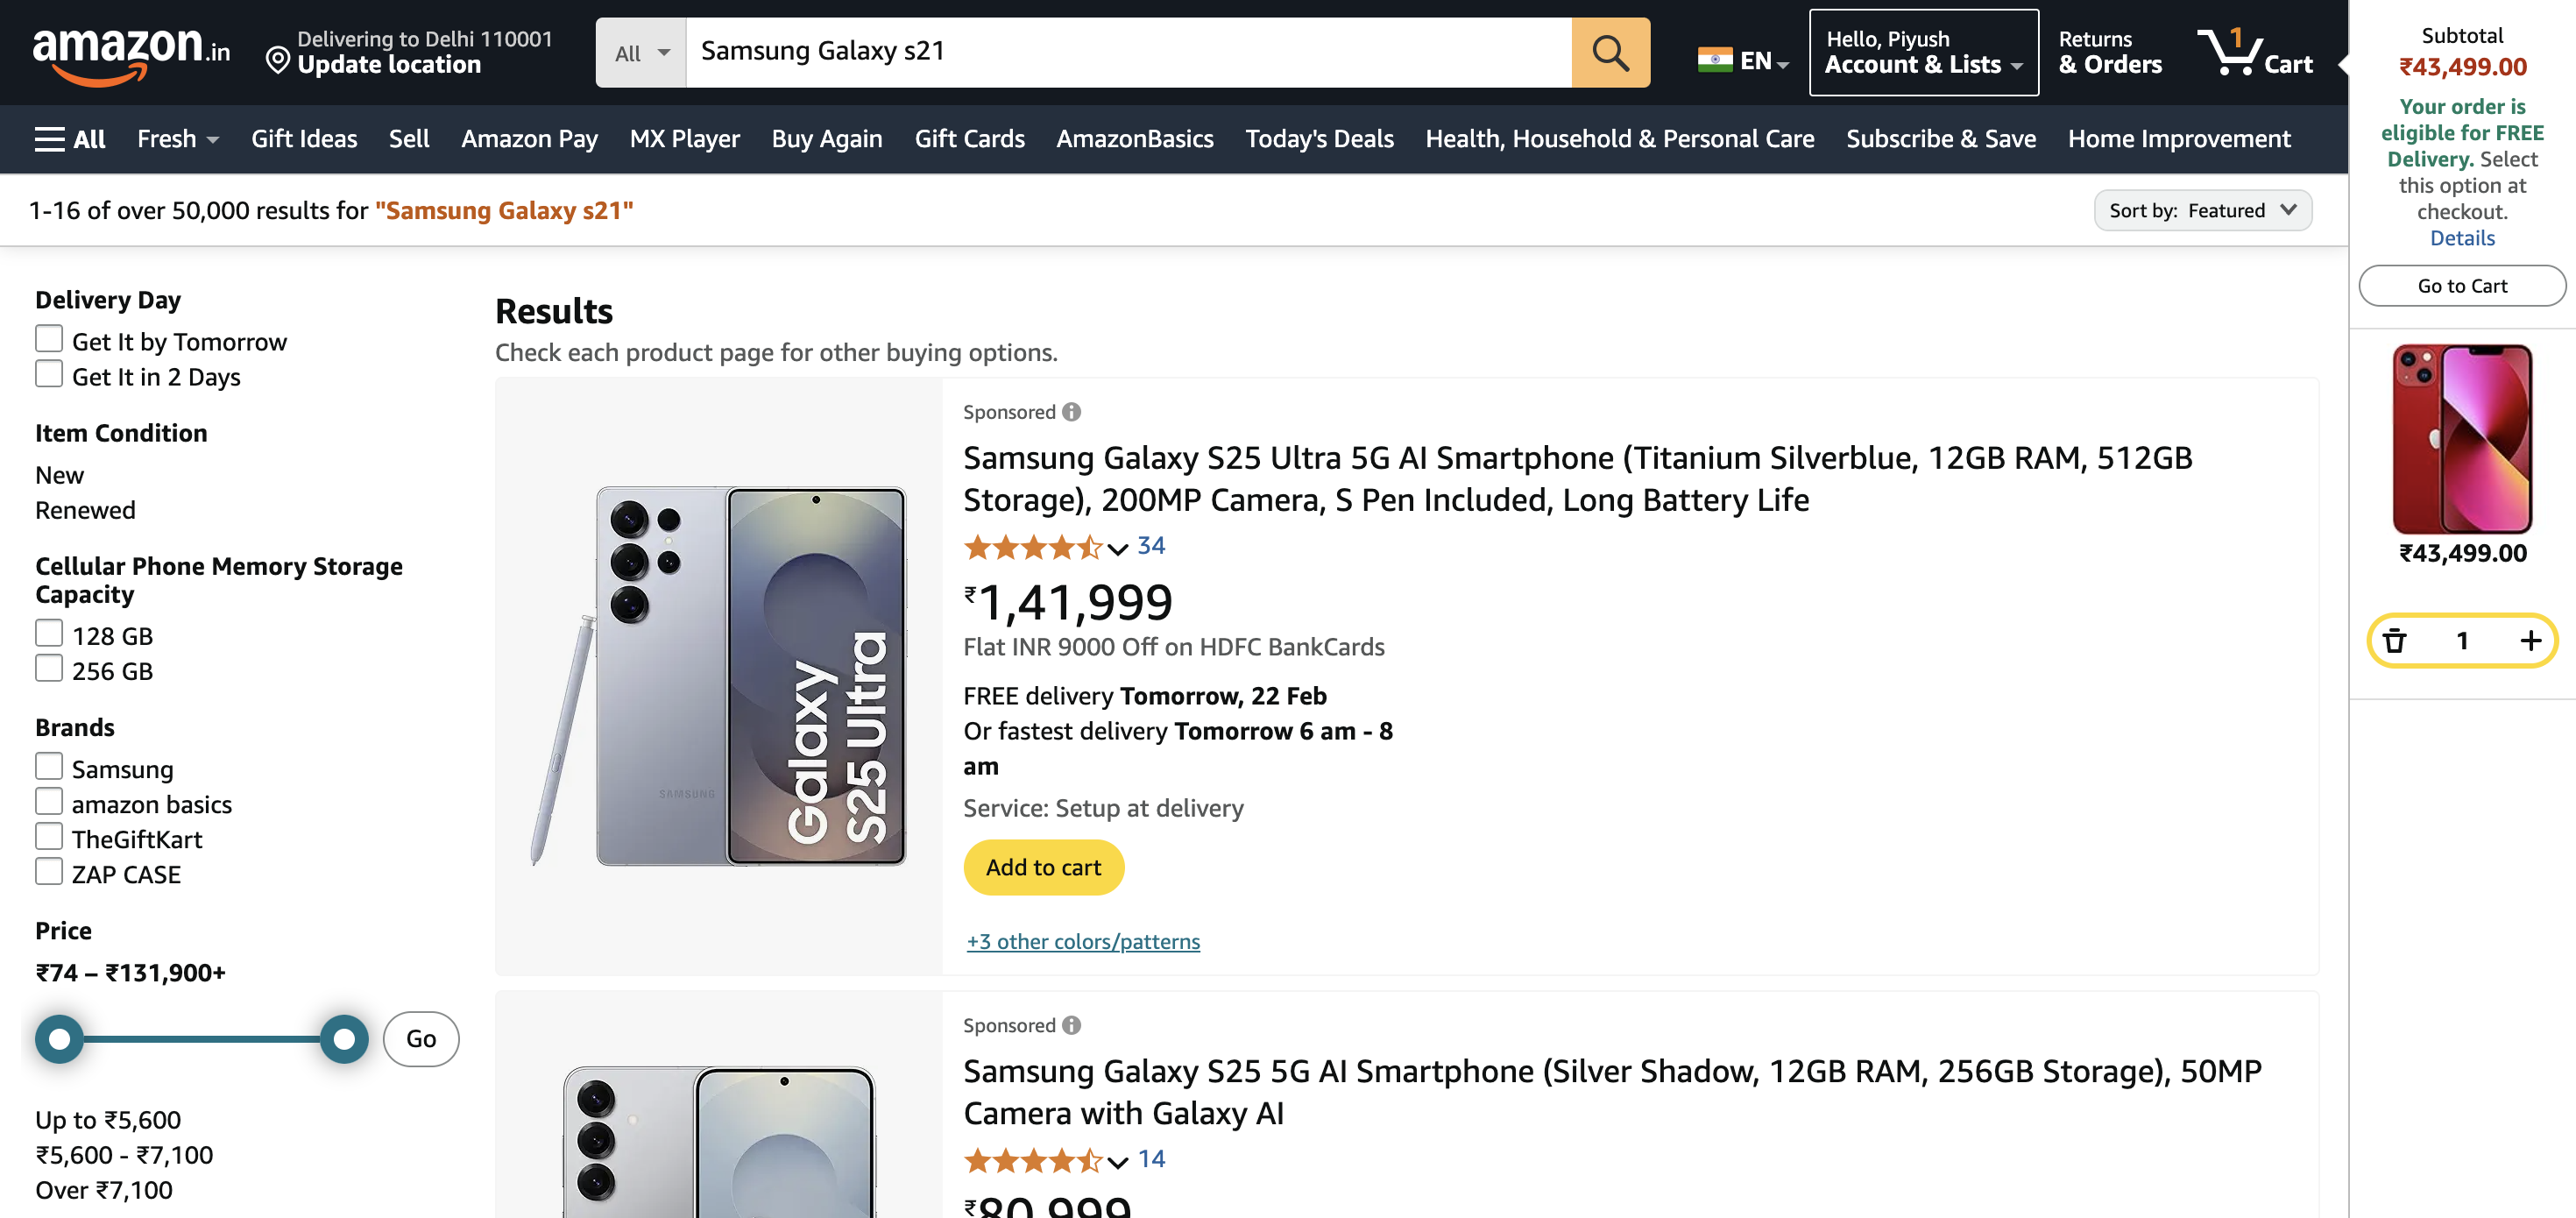 amazon.in
Delivering to Delhi 110001
Update location
All
Samsung Galaxy s21
EN
Hello, Piyush
Account & Lists
Returns
& Orders
1
Cart
All
Fresh
Gift Ideas
Sell
Amazon Pay
MX Player
Buy Again
Gift Cards
AmazonBasics
Today's Deals
Health, Household & Personal Care
Subscribe & Save
Home Improvement
1-16 of over 50,000 results for "Samsung Galaxy s21"
Sort by: Featured
Delivery Day
Get It by Tomorrow
Get It in 2 Days
Item Condition
New
Renewed
Cellular Phone Memory Storage
Capacity
128 GB
256 GB
Brands
Samsung
amazon basics
TheGiftKart
ZAP CASE
Price
₹74 – ₹131,900+
Go
Up to ₹5,600
₹5,600 - ₹7,100
Over ₹7,100
Results
Check each product page for other buying options.
SAMSUNG
Galaxy
S25 Ultra
Sponsored
Samsung Galaxy S25 Ultra 5G AI Smartphone (Titanium Silverblue, 12GB RAM, 512GB
Storage), 200MP Camera, S Pen Included, Long Battery Life
34
₹1,41,999
Flat INR 9000 Off on HDFC BankCards
FREE delivery Tomorrow, 22 Feb
Or fastest delivery Tomorrow 6 am - 8
am
Service: Setup at delivery
Add to cart
+3 other colors/patterns
Sponsored
Samsung Galaxy S25 5G AI Smartphone (Silver Shadow, 12GB RAM, 256GB Storage), 50MP
Camera with Galaxy AI
14
₹80,999
Subtotal
₹43,499.00
Your order is
eligible for FREE
Delivery. Select
this option at
checkout.
Details
Go to Cart
₹43,499.00
1